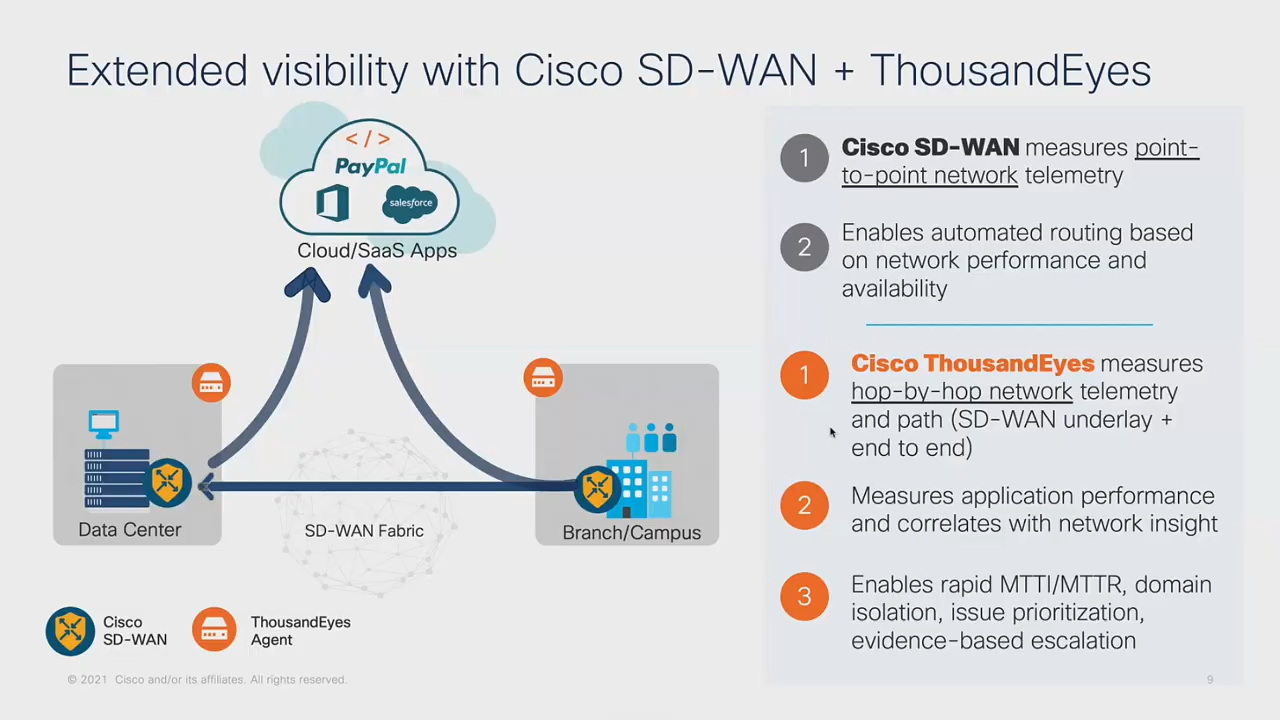 Extended visibility with Cisco SD-WAN + ThousandEyes
</>
PayPal
salesforce
Cloud/SaaS Apps
Data Center
SD-WAN Fabric
Branch/Campus
Cisco
SD-WAN
ThousandEyes
Agent
1
Cisco SD-WAN measures point-
to-point network telemetry
2
Enables automated routing based
on network performance and
availability
1
Cisco ThousandEyes measures
hop-by-hop network telemetry
and path (SD-WAN underlay +
end to end)
2
Measures application performance
and correlates with network insight
3
Enables rapid MTTI/MTTR, domain
isolation, issue prioritization,
evidence-based escalation
© 2021 Cisco and/or its affiliates. All rights reserved.
9